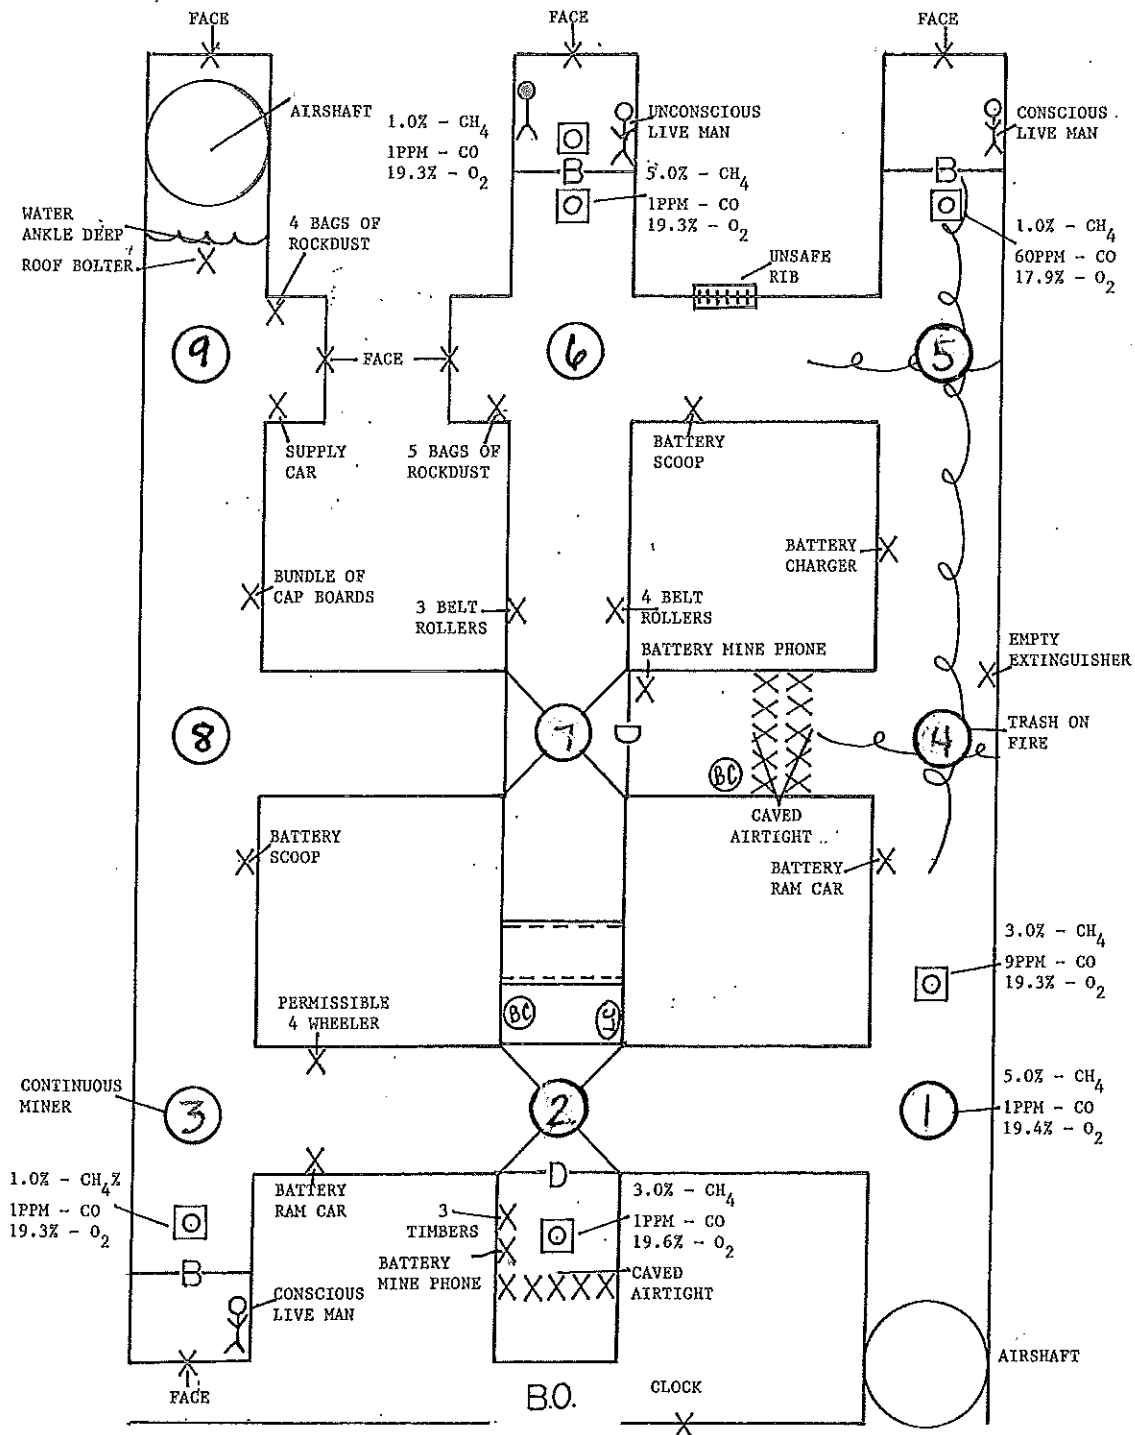 FACE
FACE
FACE
AIRSHAFT
1.0% - CH4
1PPM - CO
19.3% - O2
UNCONSCIOUS
LIVE MAN
CONSCIOUS
LIVE MAN
B
B
5.0% - CH4
1PPM - CO
19.3% - O2
WATER
ANKLE DEEP
ROOF BOLTER
4 BAGS OF
ROCKDUST
1.0% - CH4
60PPM - CO
17.9% - O2
UNSAFE
RIB
9
FACE
6
5
SUPPLY
CAR
5 BAGS OF
ROCKDUST
BATTERY
SCOOP
BATTERY
CHARGER
BUNDLE OF
CAP BOARDS
3 BELT
ROLLERS
4 BELT
ROLLERS
BATTERY MINE PHONE
EMPTY
EXTINGUISHER
8
7
D
4
TRASH ON
FIRE
BC
CAVED
AIRTIGHT
BATTERY
SCOOP
BATTERY
RAM CAR
3.0% - CH4
9PPM - CO
19.3% - O2
PERMISSIBLE
4 WHEELER
BC
CONTINUOUS
MINER
3
2
1
5.0% - CH4
1PPM - CO
19.4% - O2
1.0% - CH4%
1PPM - CO
19.3% - O2
BATTERY
RAM CAR
D
3
TIMBERS
3.0% - CH4
1PPM - CO
19.6% - O2
BATTERY
MINE PHONE
CAVED
AIRTIGHT
B
CONSCIOUS
LIVE MAN
FACE
B.O.
CLOCK
AIRSHAFT